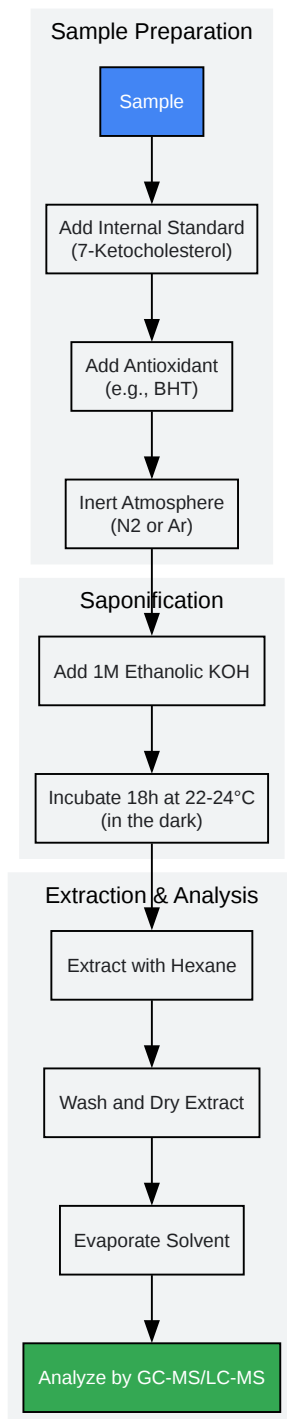 Sample Preparation
Sample
Add Internal Standard
(7-Ketocholesterol)
Add Antioxidant
(e.g., BHT)
Inert Atmosphere
(N2 or Ar)
Saponification
Add 1M Ethanolic KOH
Incubate 18h at 22-24°C
(in the dark)
Extraction & Analysis
Extract with Hexane
Wash and Dry Extract
Evaporate Solvent
Analyze by GC-MS/LC-MS